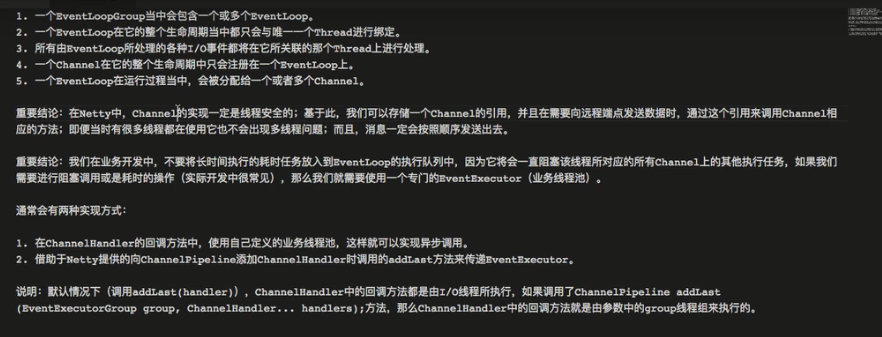 1. 一个EventLoopGroup当中会包含一个或多个EventLoop。
2. 一个EventLoop在它的整个生命周期当中都只会与唯一一个Thread进行绑定。
3. 所有由EventLoop所处理的各种I/O事件都将在它所关联的那个Thread上进行处理。
4. 一个Channel在它的整个生命周期中只会注册在一个EventLoop上。
5. 一个EventLoop在运行过程当中，会被分配给一个或者多个Channel。
重要结论：在Netty中，Channel的实现一定是线程安全的；基于此，我们可以存储一个Channel的引用，并且在需要向远程端点发送数据时，通过这个引用来调用Channel相
应的方法；即便当时有很多线程都在使用它也不会出现多线程问题；而且，消息一定会按照顺序发送出去。
重要结论：我们在业务开发中，不要将长时间执行的耗时任务放入到EventLoop的执行队列中，因为它将会一直阻塞该线程所对应的所有Channel上的其他执行任务，如果我们
需要进行阻塞调用或是耗时的操作（实际开发中很常见），那么我们就需要使用一个专门的EventExecutor（业务线程池）。
通常会有两种实现方式：
1. 在ChannelHandler的回调方法中，使用自己定义的业务线程池，这样就可以实现异步调用。
2. 借助于Netty提供的向ChannelPipeline添加ChannelHandler时调用的addLast方法来传递EventExecutor。
说明：默认情况下（调用addLast(handler)），ChannelHandler中的回调方法都是由I/O线程所执行，如果调用了ChannelPipeline addLast
(EventExecutorGroup group, ChannelHandler... handlers);方法，那么ChannelHandler中的回调方法就是由参数中的group线程组来执行的。